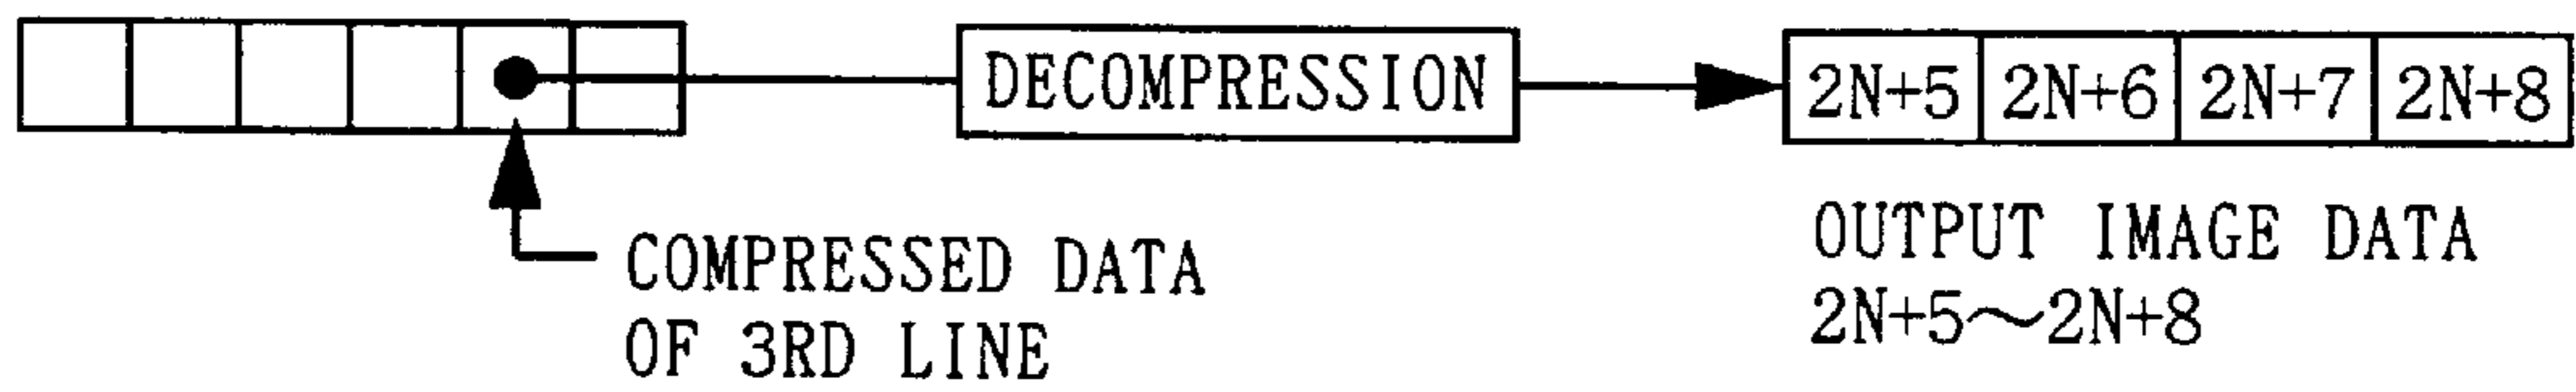 DECOMPRESSION
2N+5 2N+6 2N+7 2N+8
COMPRESSED DATA
OF 3RD LINE
OUTPUT IMAGE DATA
2N+5～2N+8